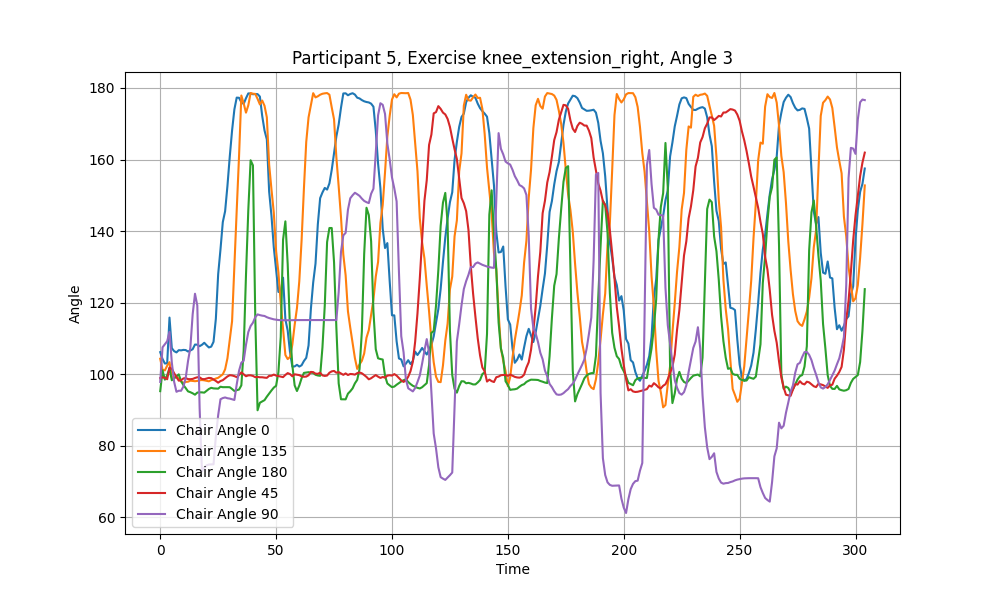 Participant 5, Exercise knee_extension_right, Angle 3
Angle
180
160
140
120
100
80
60
Chair Angle 0
Chair Angle 135
Chair Angle 180
Chair Angle 45
Chair Angle 90
0 50 100 150 200 250 300
Time